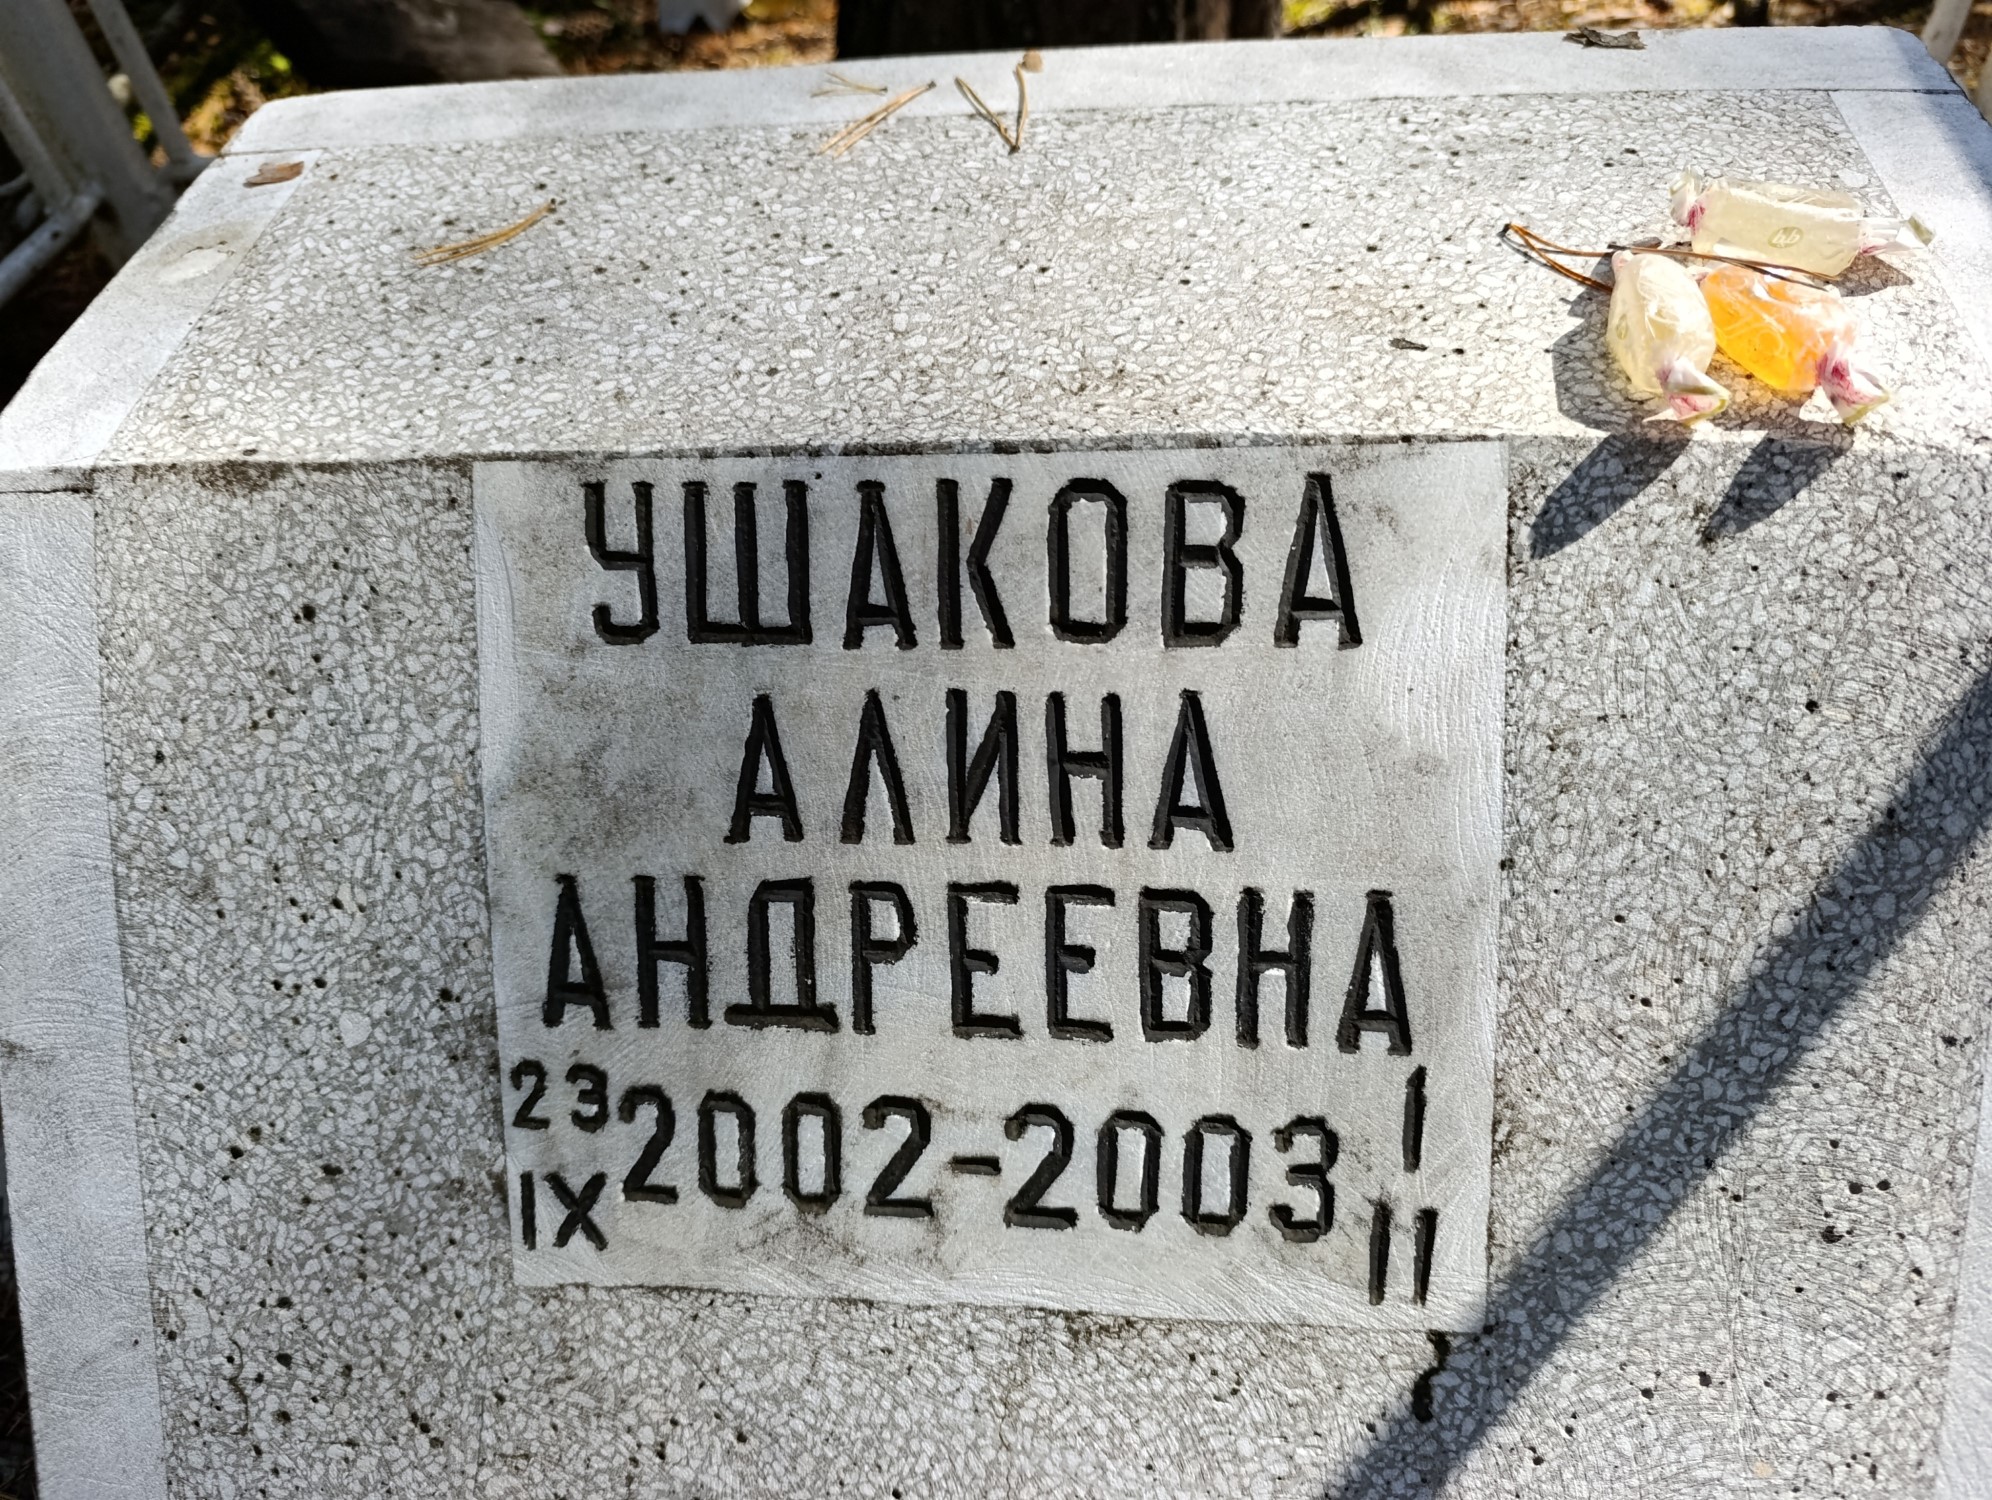 УШАКОВА
АЛИНА
АНДРЕЕВНА
23 IX 2002-2003 1 II